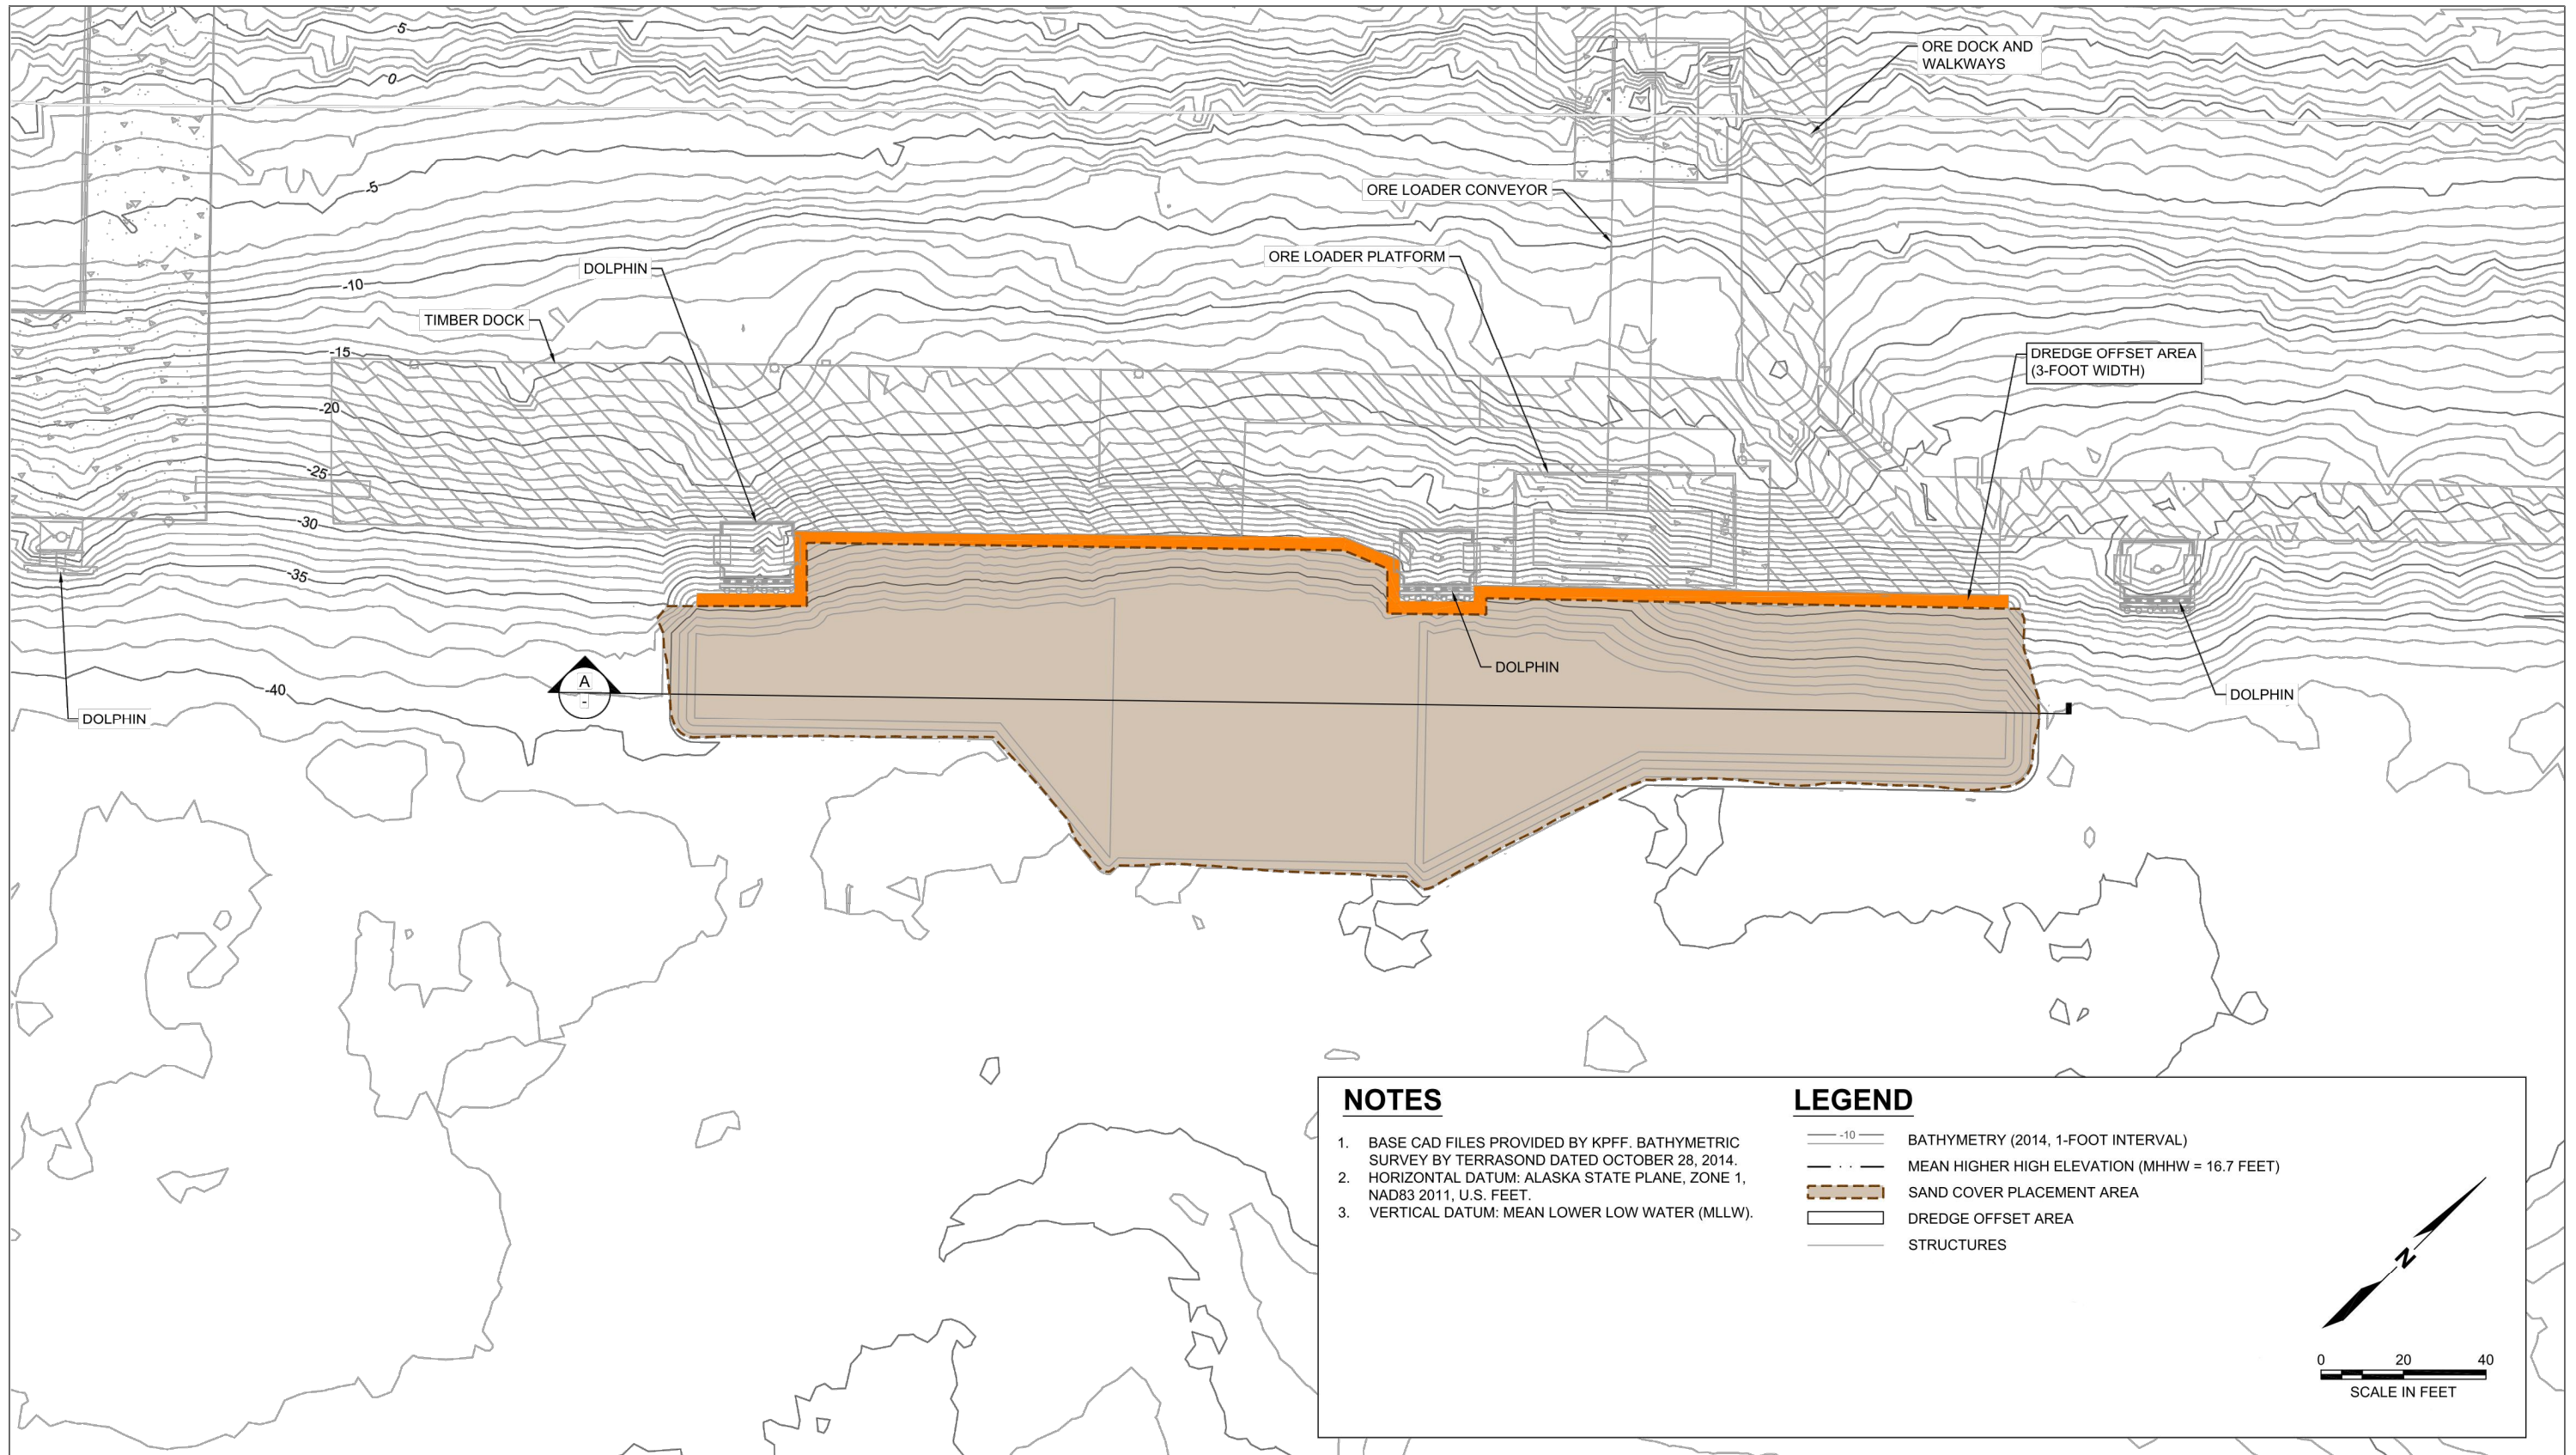 5
0
-5
-10
-15
-20
-25
-30
-35
-40
ORE DOCK AND
WALKWAYS
ORE LOADER CONVEYOR
ORE LOADER PLATFORM
DOLPHIN
TIMBER DOCK
DREDGE OFFSET AREA
(3-FOOT WIDTH)
DOLPHIN
DOLPHIN
DOLPHIN
A
-
NOTES
1. BASE CAD FILES PROVIDED BY KPFF. BATHYMETRIC
SURVEY BY TERRASOND DATED OCTOBER 28, 2014.
2. HORIZONTAL DATUM: ALASKA STATE PLANE, ZONE 1,
NAD83 2011, U.S. FEET.
3. VERTICAL DATUM: MEAN LOWER LOW WATER (MLLW).
LEGEND
-10 BATHYMETRY (2014, 1-FOOT INTERVAL)
MEAN HIGHER HIGH ELEVATION (MHHW = 16.7 FEET)
SAND COVER PLACEMENT AREA
DREDGE OFFSET AREA
STRUCTURES
N
0 20 40
SCALE IN FEET